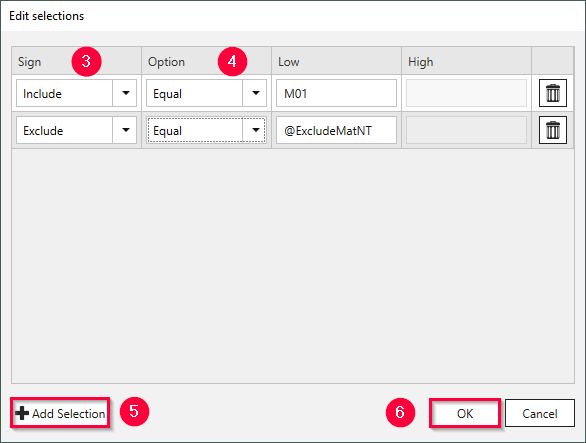 Edit selections
Sign 3 Option 4 Low High
Include Equal M01
Exclude Equal @ExcludeMatNT
Add Selection 5 6 OK Cancel